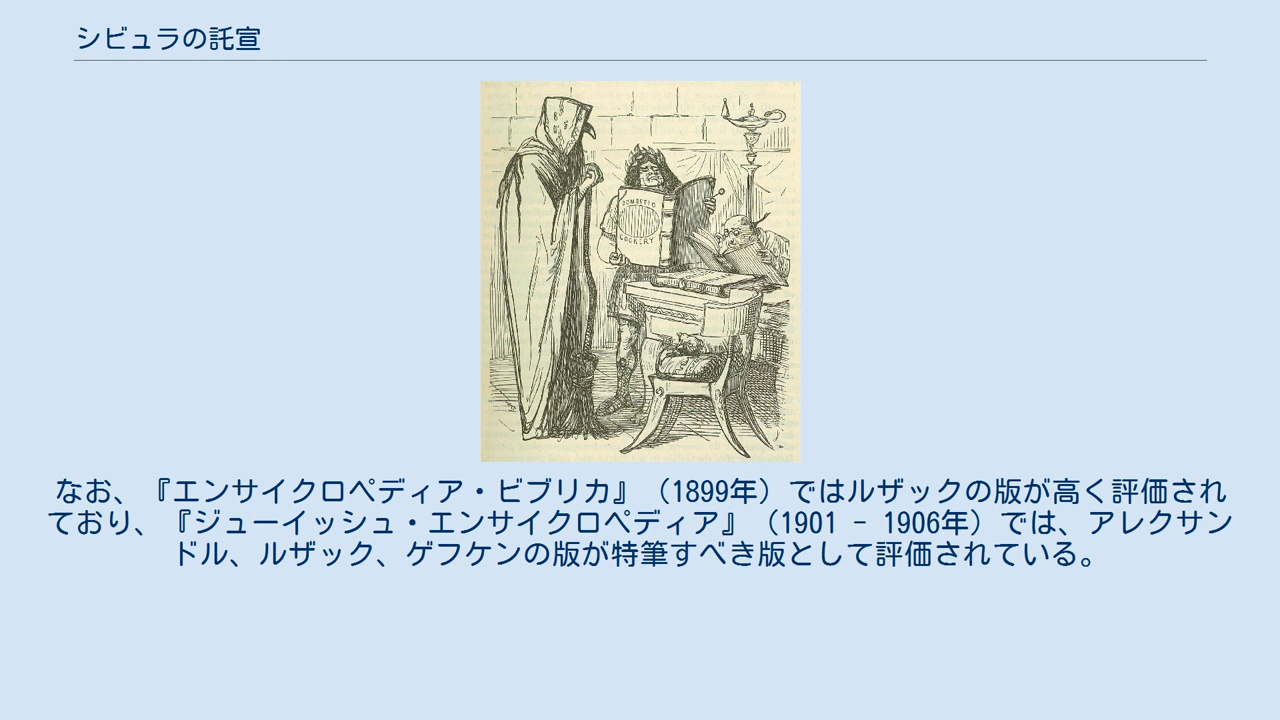 シビュラの託宣
DOMESTIC
COOKERY
なお、『エンサイクロペディア・ビブリカ』（1899年）ではルザックの版が高く評価され
ており、『ジューイッシュ・エンサイクロペディア』（1901 - 1906年）では、アレクサン
ドル、ルザック、ゲフケンの版が特筆すべき版として評価されている。